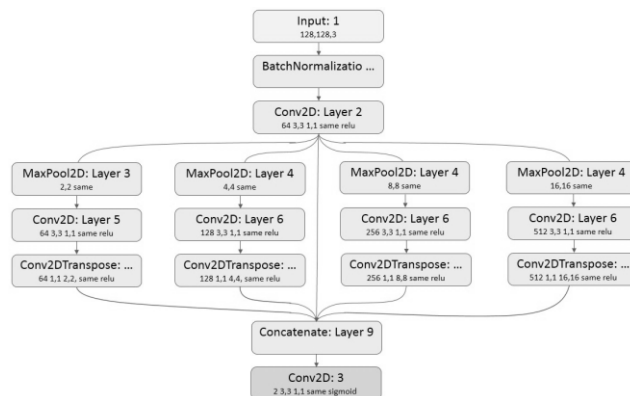 Input: 1
128,128,3
BatchNormalizatio ...
Conv2D: Layer 2
64 3,3 1,1 same relu
MaxPool2D: Layer 3
2,2 same
MaxPool2D: Layer 4
4,4 same
MaxPool2D: Layer 4
8,8 same
MaxPool2D: Layer 4
16,16 same
Conv2D: Layer 5
64 3,3 1,1 same relu
Conv2D: Layer 6
128 3,3 1,1 same relu
Conv2D: Layer 6
256 3,3 1,1 same relu
Conv2D: Layer 6
512 3,3 1,1 same relu
Conv2DTranspose: ...
64 1,1 2,2, same relu
Conv2DTranspose: ...
128 1,1 4,4, same relu
Conv2DTranspose: ...
256 1,1 8,8, same relu
Conv2DTranspose: ...
512 1,1 16,16, same relu
Concatenate: Layer 9
Conv2D: 3
2 3,3 1,1 same sigmoid